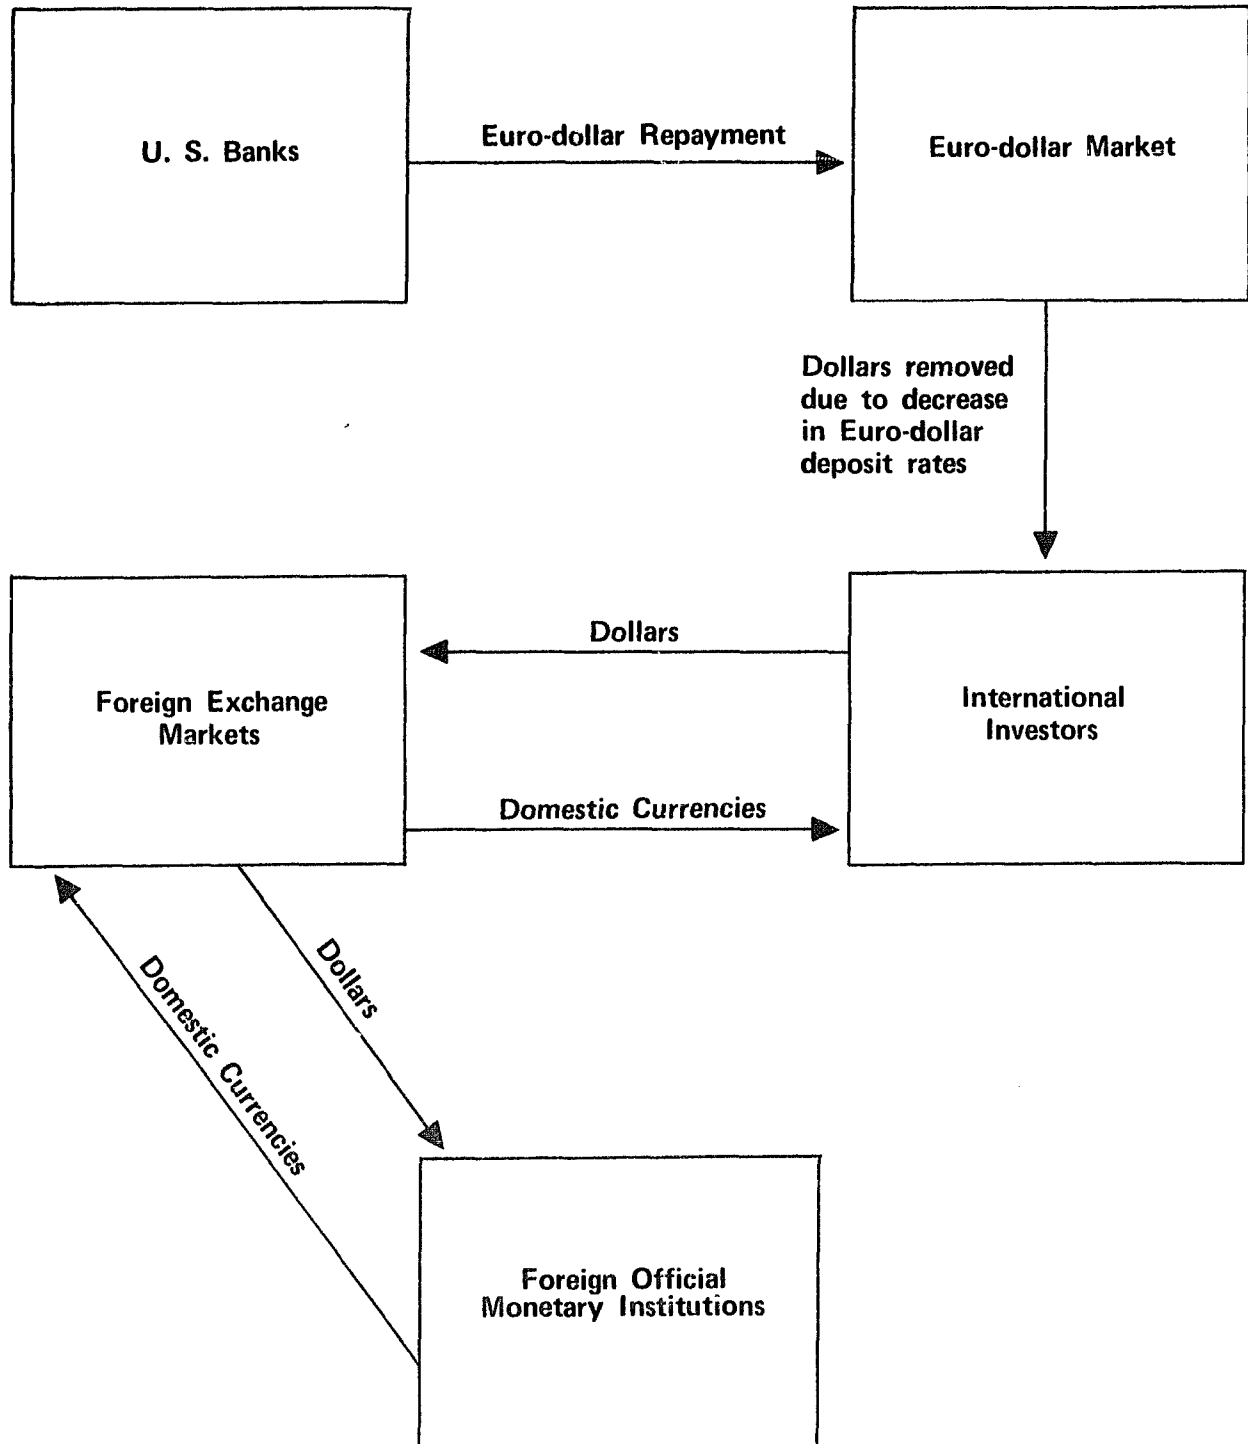 U. S. Banks
Euro-dollar Repayment
Euro-dollar Market
Dollars removed
due to decrease
in Euro-dollar
deposit rates
Foreign Exchange
Markets
Dollars
International
Investors
Domestic Currencies
Dollars
Domestic Currencies
Foreign Official
Monetary Institutions